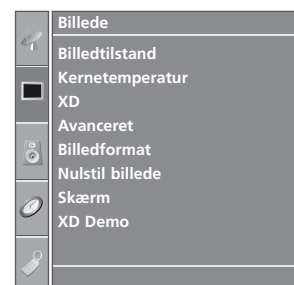 Billede
Billedtilstand
Kernetemperatur
XD
Avanceret
Billedformat
Nulstil billede
Skærm
XD Demo